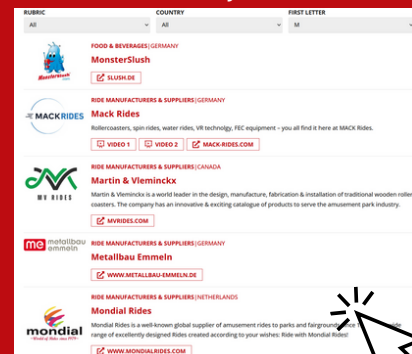 RUBRIC COUNTRY FIRST LETTER
All All M
FOOD & BEVERAGES|GERMANY
MonsterSlush
MonsterSlush
SLUSH.DE
RIDE MANUFACTURERS & SUPPLIERS|GERMANY
MACKRIDES
Mack Rides
Rollercoasters, spin rides, water rides, VR technolgy, FEC equipment – you all find it here at MACK Rides.
VIDEO 1 VIDEO 2 MACK-RIDES.COM
RIDE MANUFACTURERS & SUPPLIERS|CANADA
MV RIDES
Martin & Vleminckx
Martin & Vleminckx is a world leader in the design, manufacture, fabrication & installation of traditional wooden roller
coasters. The company has an innovative & exciting catalogue of products to serve the amusement park industry.
MVRIDES.COM
me metallbau emmeln
RIDE MANUFACTURERS & SUPPLIERS|GERMANY
Metallbau Emmeln
WWW.METALLBAU-EMMELN.DE
RIDE MANUFACTURERS & SUPPLIERS|NETHERLANDS
mondial
World of Rides since
Mondial Rides
Mondial Rides is a well-known global supplier of amusement rides to parks and fairground
range of excellently designed Rides created according to your wishes: Ride with Mondial Rides!
WWW.MONDIALRIDES.COM